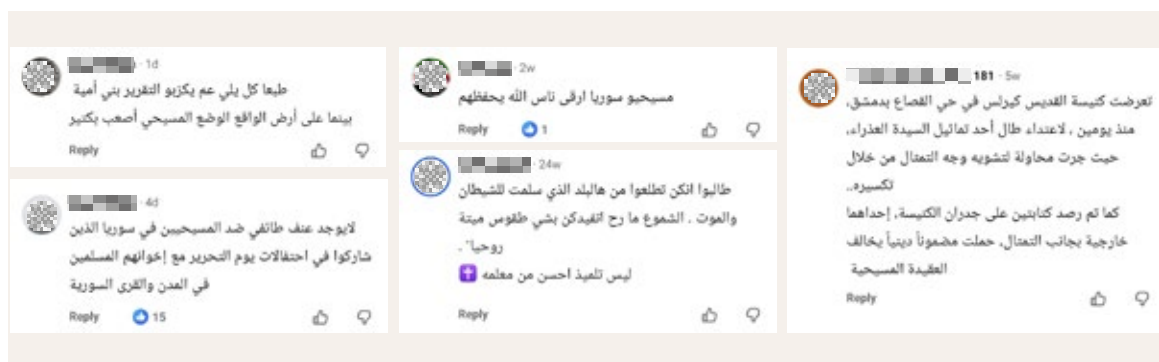 1d
طبعا كل يلي عم يكزبو التقرير بني أمية
بينما على أرض الواقع الوضع المسيحي أصعب بكتير
Reply
4d
لايوجد عنف طائفي ضد المسيحيين في سوريا الذين
شاركوا في احتفالات يوم التحرير مع إخوانهم المسلمين
في المدن والقرى السورية
Reply 15
2w
مسيحيو سوريا ارقى ناس الله يحفظهم
Reply 1
24w
طالبوا انكن تطلعوا من هالبلد الذي سلمت للشيطان
والموت . الشموع ما رح اتفيدكن بشي طقوس ميتة
روحيا" .
ليس تلميذ احسن من معلمه ✝️
Reply
181 · 5w
تعرضت كنيسة القديس كيرلس في حي القصاع بدمشق،
منذ يومين ، لاعتداء طال أحد تماثيل السيدة العذراء،
حيث جرت محاولة لتشويه وجه التمثال من خلال
تكسيره..
كما تم رصد كتابتين على جدران الكنيسة، إحداهما
خارجية بجانب التمثال، حملت مضموناً دينياً يخالف
العقيدة المسيحية
Reply